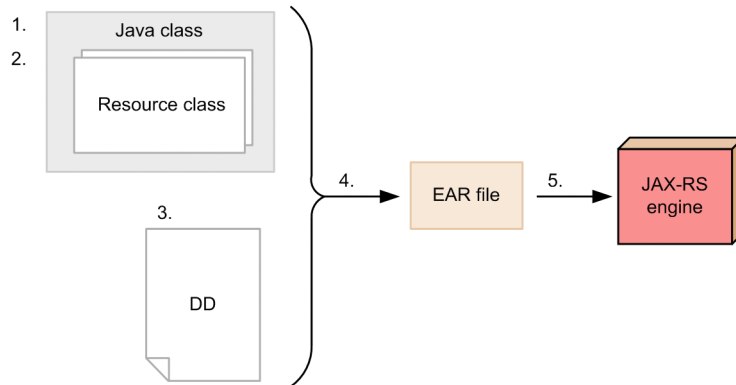 1.
Java class
2.
Resource class
3.
DD
4.
EAR file
5.
JAX-RS
engine